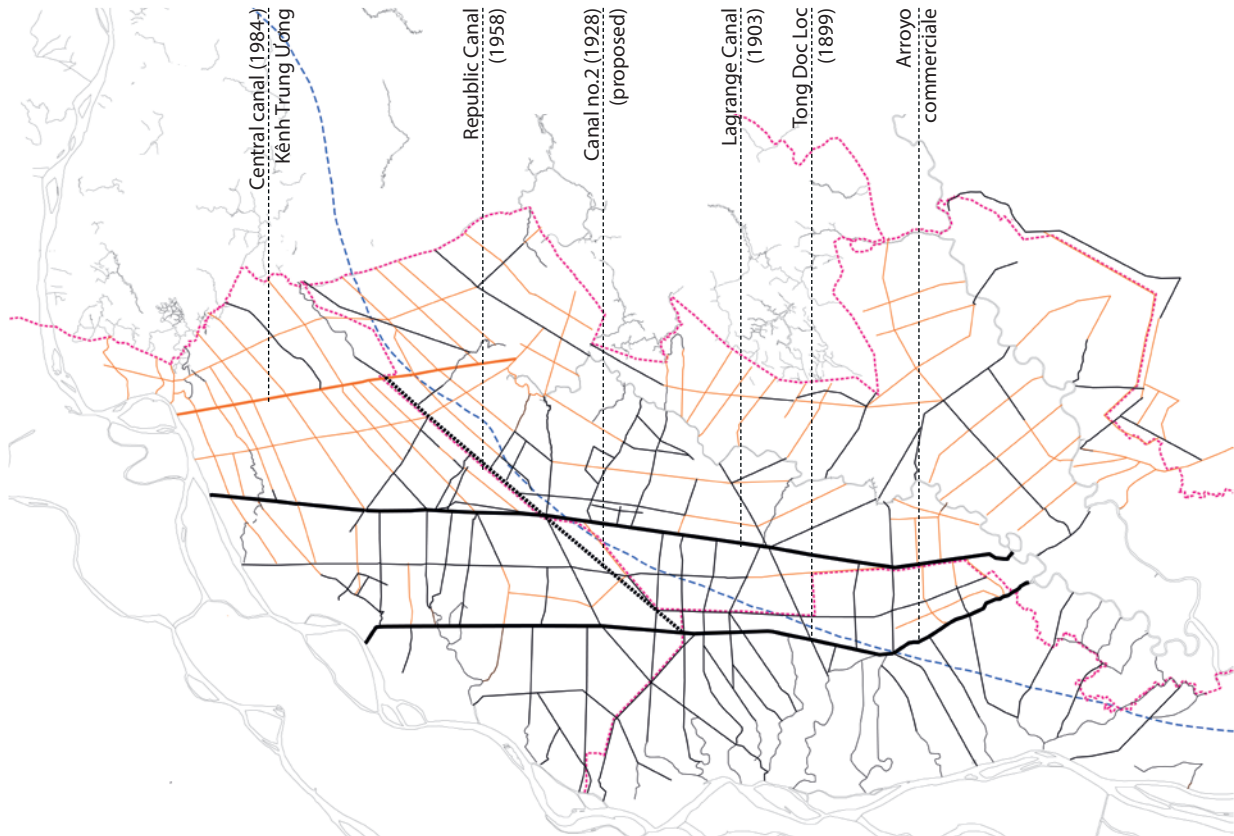 Central canal (1984-)
Kênh Trung Ương
Republic Canal
(1958)
Canal no.2 (1928)
(proposed)
Lagrange Canal
(1903)
Tong Doc Loc
(1899)
Arroyo
commerciale